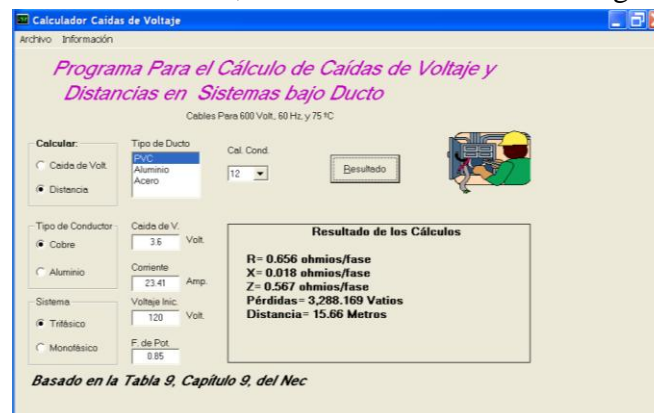 Calculador Caídas de Voltaje
Archivo Información
Programa Para el Cálculo de Caídas de Voltaje y
Distancias en Sistemas bajo Ducto
Cables Para 600 Volt., 60 Hz. y 75 ºC
Calcular:
Caida de Volt.
Distancia
Tipo de Ducto
PVC
Aluminio
Acero
Cal. Cond.
12
Resultado
Tipo de Conductor
Cobre
Aluminio
Caida de V.
3.6 Volt.
Corriente
23.41 Amp.
Sistema
Trifásico
Monofásico
Voltaje Inic.
120 Volt.
F. de Pot.
0.85
Resultado de los Cálculos
R= 0.656 ohmios/fase
X= 0.018 ohmios/fase
Z= 0.567 ohmios/fase
Pérdidas= 3,288.169 Vatios
Distancia= 15.66 Metros
Basado en la Tabla 9, Capítulo 9, del Nec